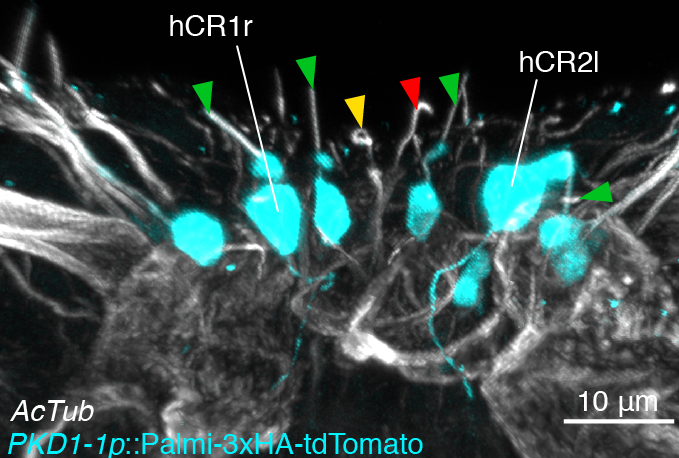 hCR1r
hCR2l
10 µm
AcTub
PKD1-1p::Palmi-3xHA-tdTomato